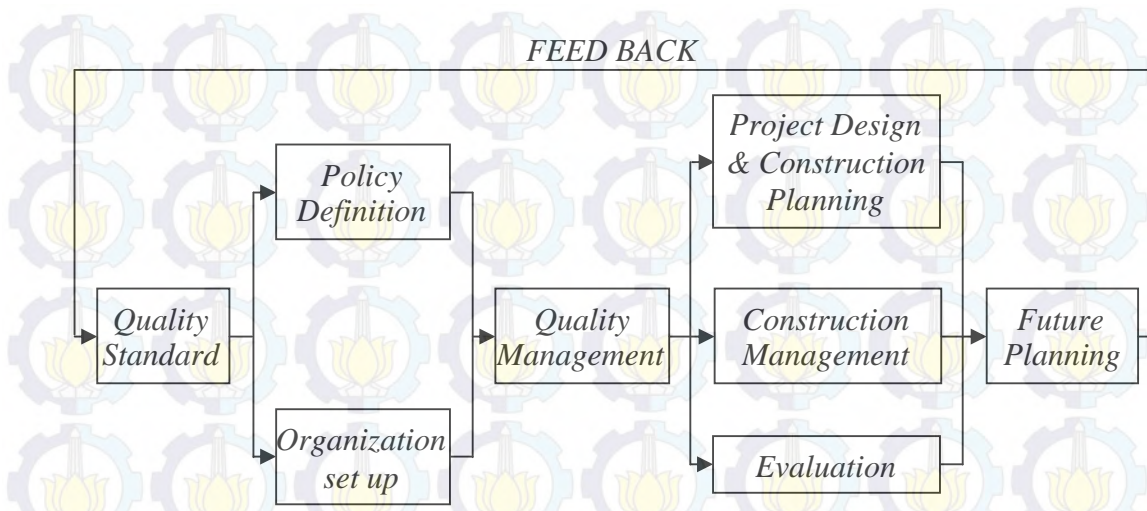 FEED BACK
Project Design
& Construction
Planning
Policy
Definition
Quality
Standard
Quality
Management
Construction
Management
Future
Planning
Organization
set up
Evaluation